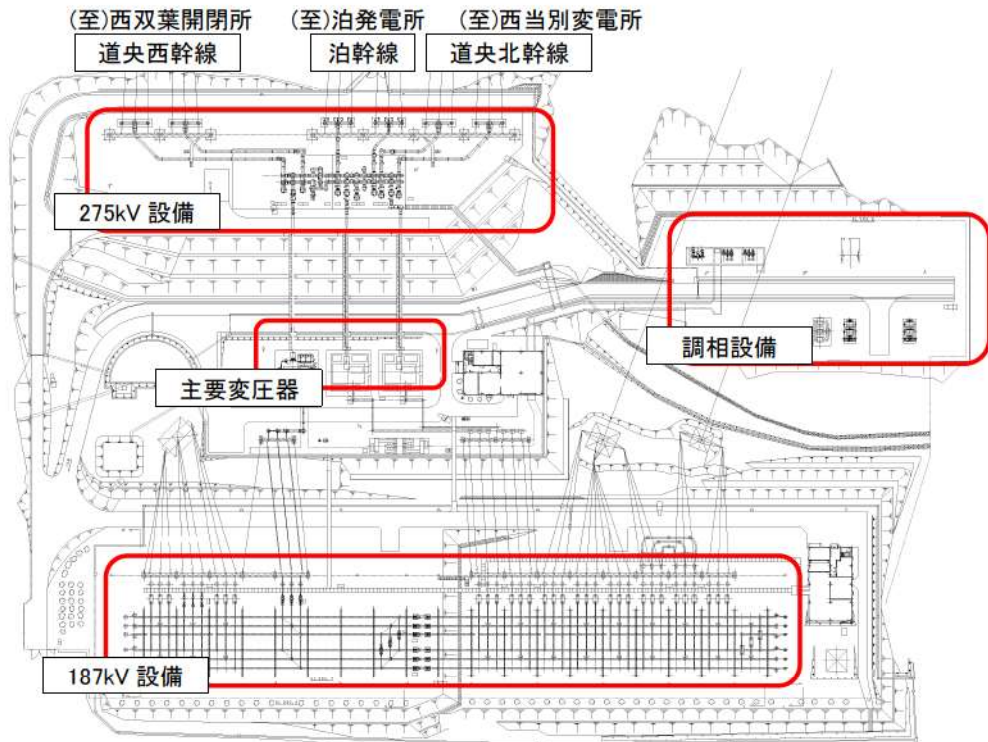 (至)西双葉開閉所 (至)泊発電所 (至)西当別変電所
道央西幹線 泊幹線 道央北幹線
275kV 設備
調相設備
主要変圧器
187kV 設備